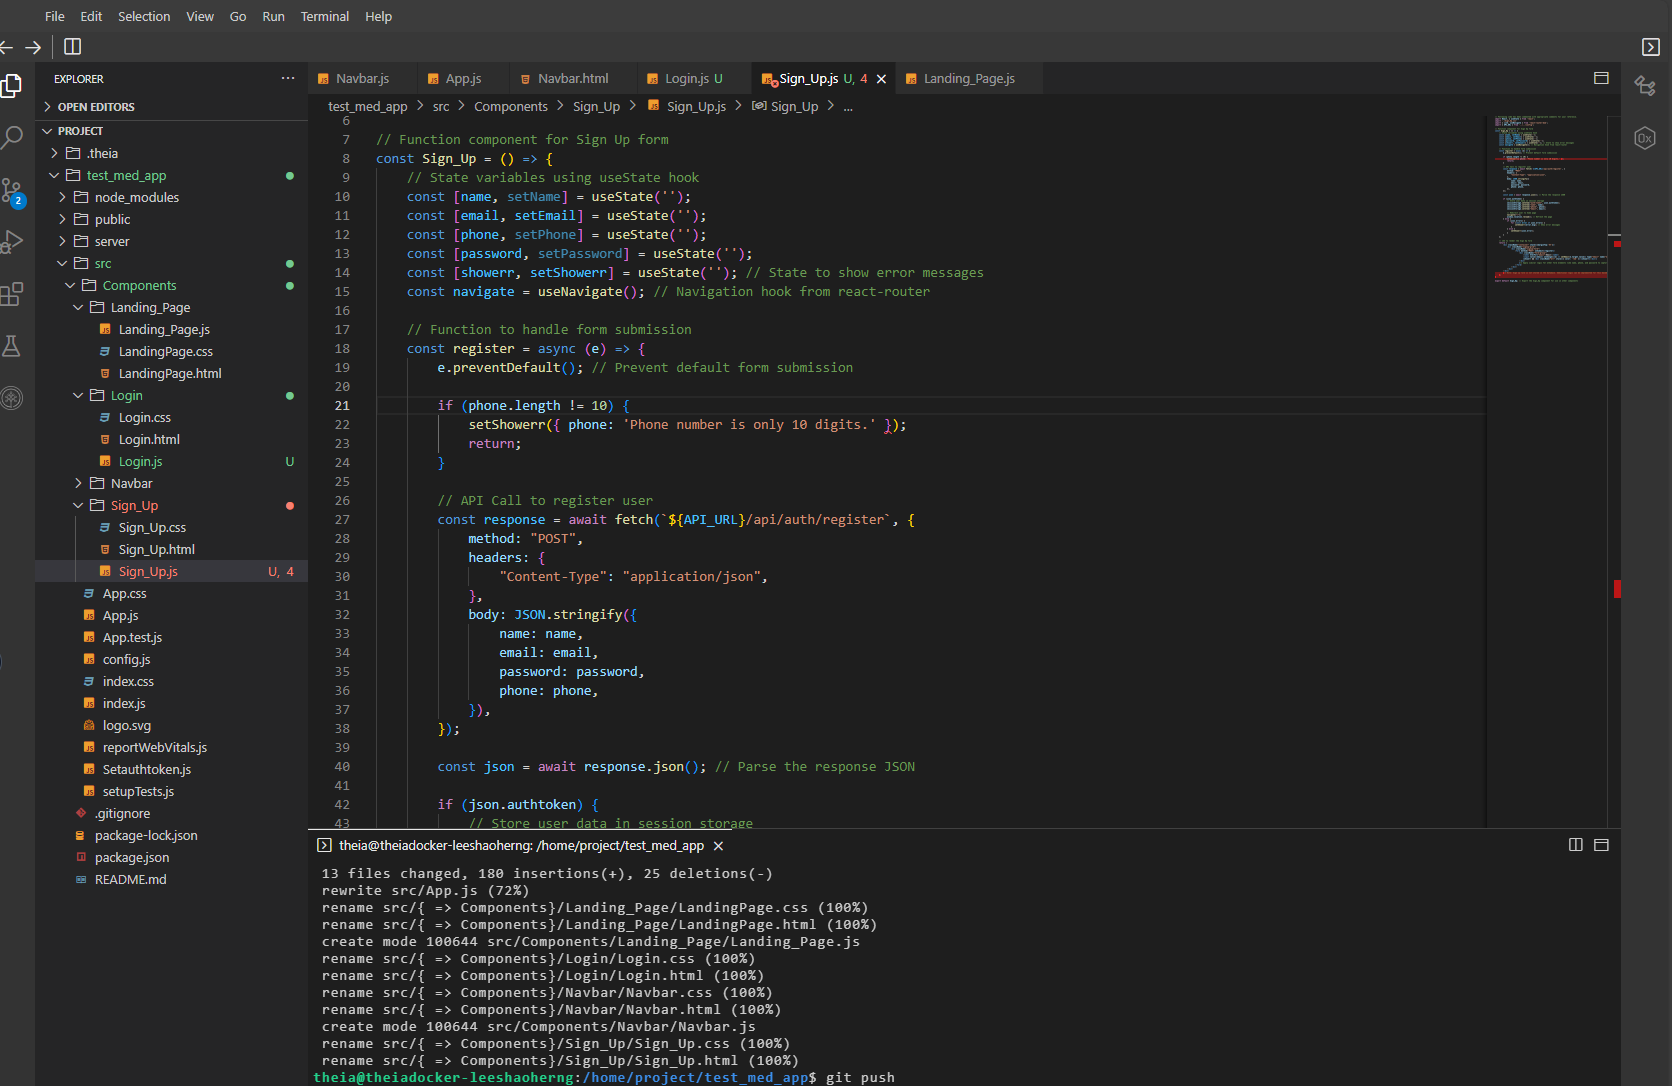 File Edit Selection View Go Run Terminal Help
EXPLORER
OPEN EDITORS
PROJECT
.theia
test_med_app
node_modules
public
server
src
Components
Landing_Page
Landing_Page.js
LandingPage.css
LandingPage.html
Login
Login.css
Login.html
Login.js U
Navbar
Sign_Up
Sign_Up.css
Sign_Up.html
Sign_Up.js U, 4
App.css
App.js
App.test.js
config.js
index.css
index.js
logo.svg
reportWebVitals.js
Setauthtoken.js
setupTests.js
.gitignore
package-lock.json
package.json
README.md
2
Navbar.js App.js Navbar.html Login.js U Sign_Up.js U, 4 Landing_Page.js
test_med_app > src > Components > Sign_Up > Sign_Up.js > Sign_Up > ...
6
7 // Function component for Sign Up form
8 const Sign_Up = () => {
9 // State variables using useState hook
10 const [name, setName] = useState('');
11 const [email, setEmail] = useState('');
12 const [phone, setPhone] = useState('');
13 const [password, setPassword] = useState('');
14 const [showerr, setShowerr] = useState(''); // State to show error messages
15 const navigate = useNavigate(); // Navigation hook from react-router
16
17 // Function to handle form submission
18 const register = async (e) => {
19 e.preventDefault(); // Prevent default form submission
20
21 if (phone.length != 10) {
22 setShowerr({ phone: 'Phone number is only 10 digits.' });
23 return;
24 }
25
26 // API Call to register user
27 const response = await fetch(`${API_URL}/api/auth/register`, {
28 method: "POST",
29 headers: {
30 "Content-Type": "application/json",
31 },
32 body: JSON.stringify({
33 name: name,
34 email: email,
35 password: password,
36 phone: phone,
37 }),
38 });
39
40 const json = await response.json(); // Parse the response JSON
41
42 if (json.authtoken) {
43 // Store user data in session storage
theia@theiadocker-leeshaoherng: /home/project/test_med_app
13 files changed, 180 insertions(+), 25 deletions(-)
rewrite src/App.js (72%)
rename src/{ => Components}/Landing_Page/LandingPage.css (100%)
rename src/{ => Components}/Landing_Page/LandingPage.html (100%)
create mode 100644 src/Components/Landing_Page/Landing_Page.js
rename src/{ => Components}/Login/Login.css (100%)
rename src/{ => Components}/Login/Login.html (100%)
rename src/{ => Components}/Navbar/Navbar.css (100%)
rename src/{ => Components}/Navbar/Navbar.html (100%)
create mode 100644 src/Components/Navbar/Navbar.js
rename src/{ => Components}/Sign_Up/Sign_Up.css (100%)
rename src/{ => Components}/Sign_Up/Sign_Up.html (100%)
theia@theiadocker-leeshaoherng:/home/project/test_med_app$ git push
0x